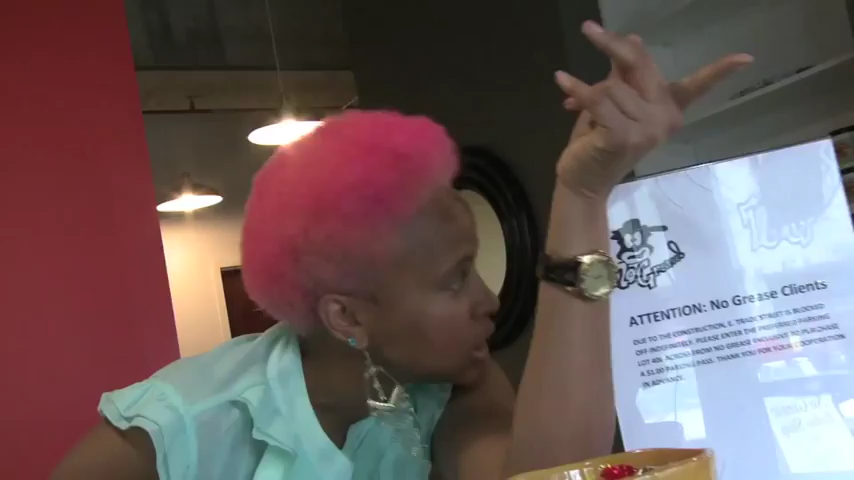 No Grease
ATTENTION: No Grease Clients
DUE TO THE CONSTRUCTION, E. TRADE STREET IS BLOCKED
OFF INDEFINITELY. PLEASE ENTER THE PREFERRED PARKING
LOT 406 ACROSS FROM NO GREASE EXCLUSIVE TO PURCHASE
A $3.00 PARKING PASS. THANK YOU FOR YOUR COOPERATION
IN ADVANCE.